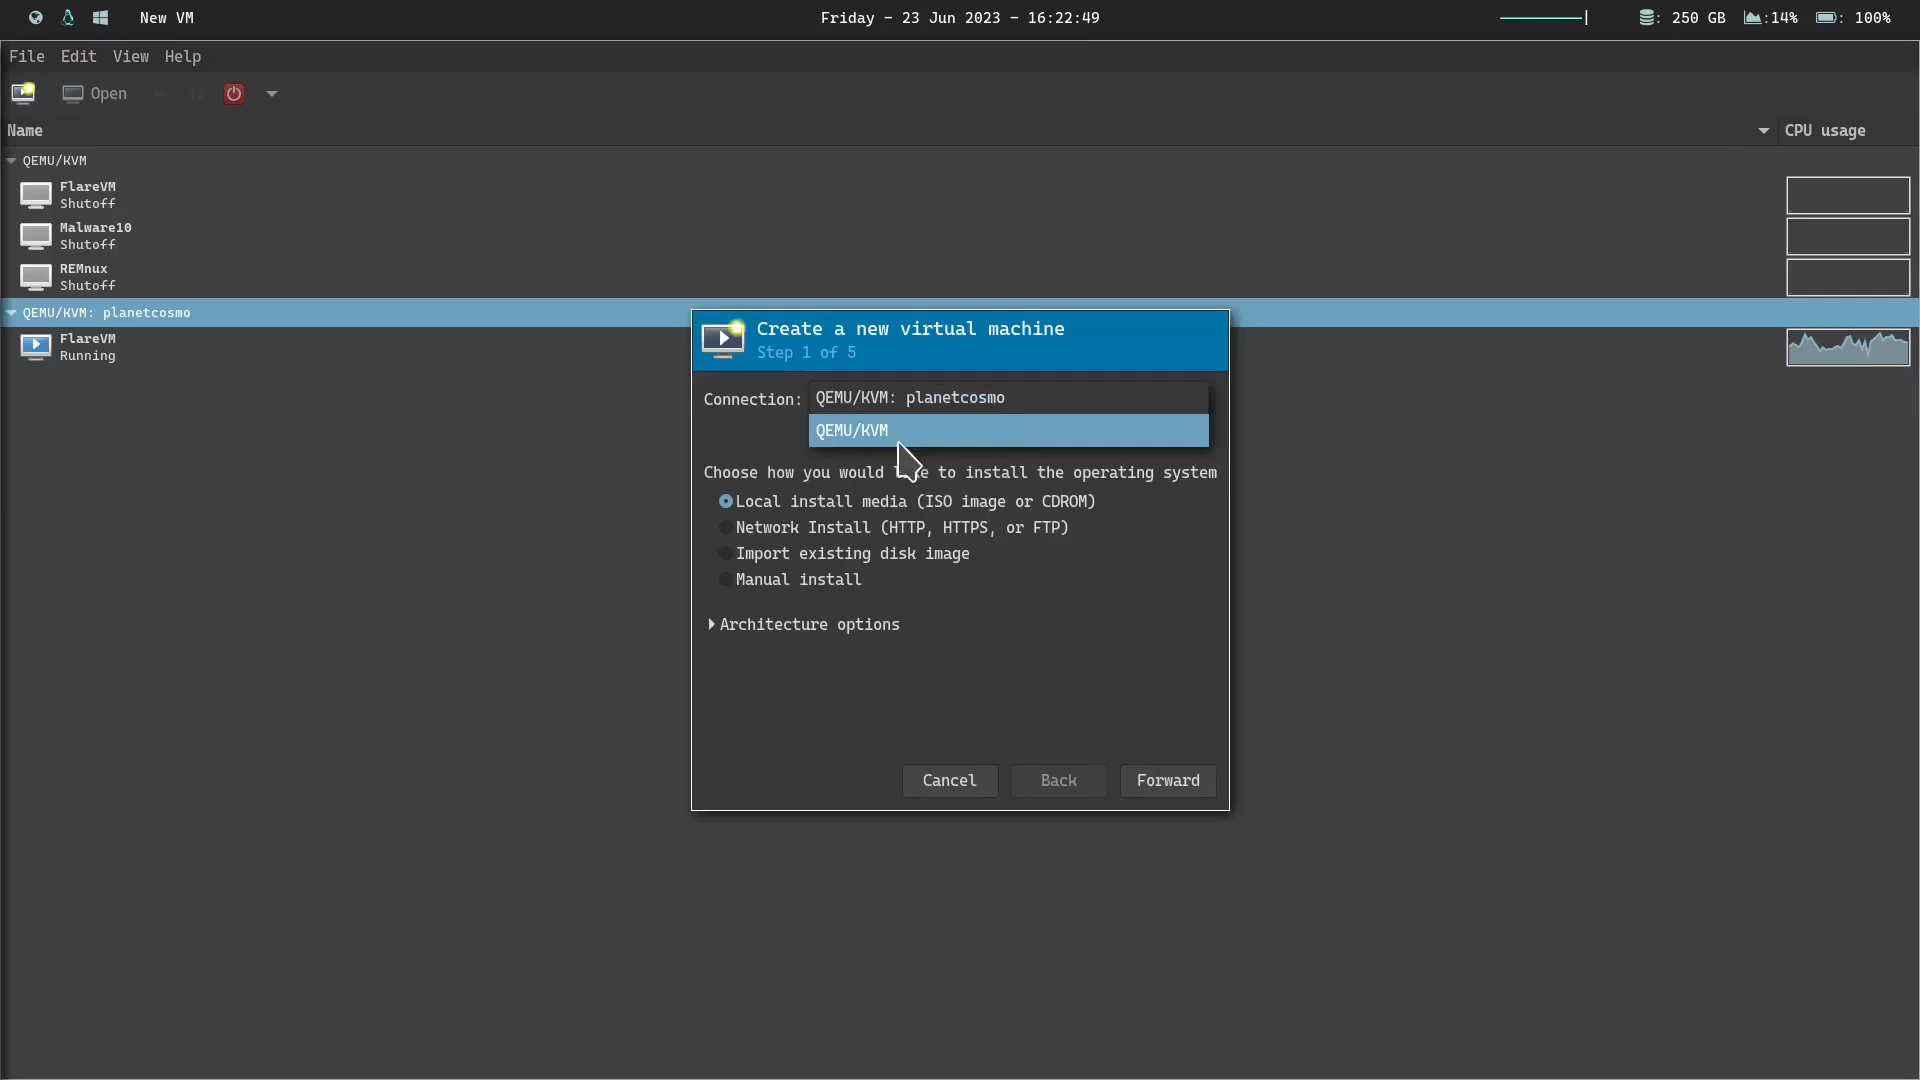 New VM
Friday - 23 Jun 2023 - 16:22:49
: 250 GB :14% : 100%
File Edit View Help
Open
Name CPU usage
QEMU/KVM
FlareVM
Shutoff
Malware10
Shutoff
REMnux
Shutoff
QEMU/KVM: planetcosmo
FlareVM
Running
Create a new virtual machine
Step 1 of 5
Connection: QEMU/KVM: planetcosmo
QEMU/KVM
Choose how you would like to install the operating system
Local install media (ISO image or CDROM)
Network Install (HTTP, HTTPS, or FTP)
Import existing disk image
Manual install
Architecture options
Cancel Back Forward